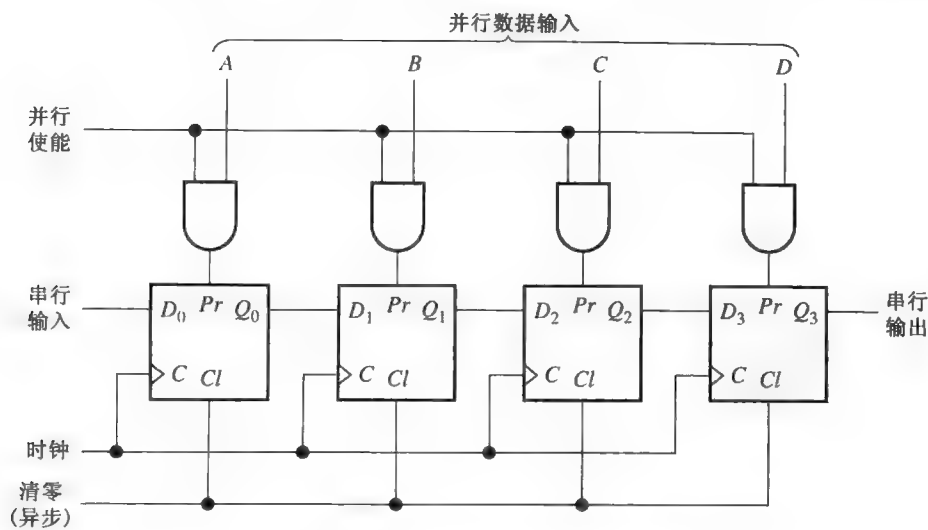 并行数据输入
A B C D
并行
使能
串行
输入
D₀ Pr Q₀
C Cl
D₁ Pr Q₁
C Cl
D₂ Pr Q₂
C Cl
D₃ Pr Q₃
C Cl
串行
输出
时钟
清零
(异步)